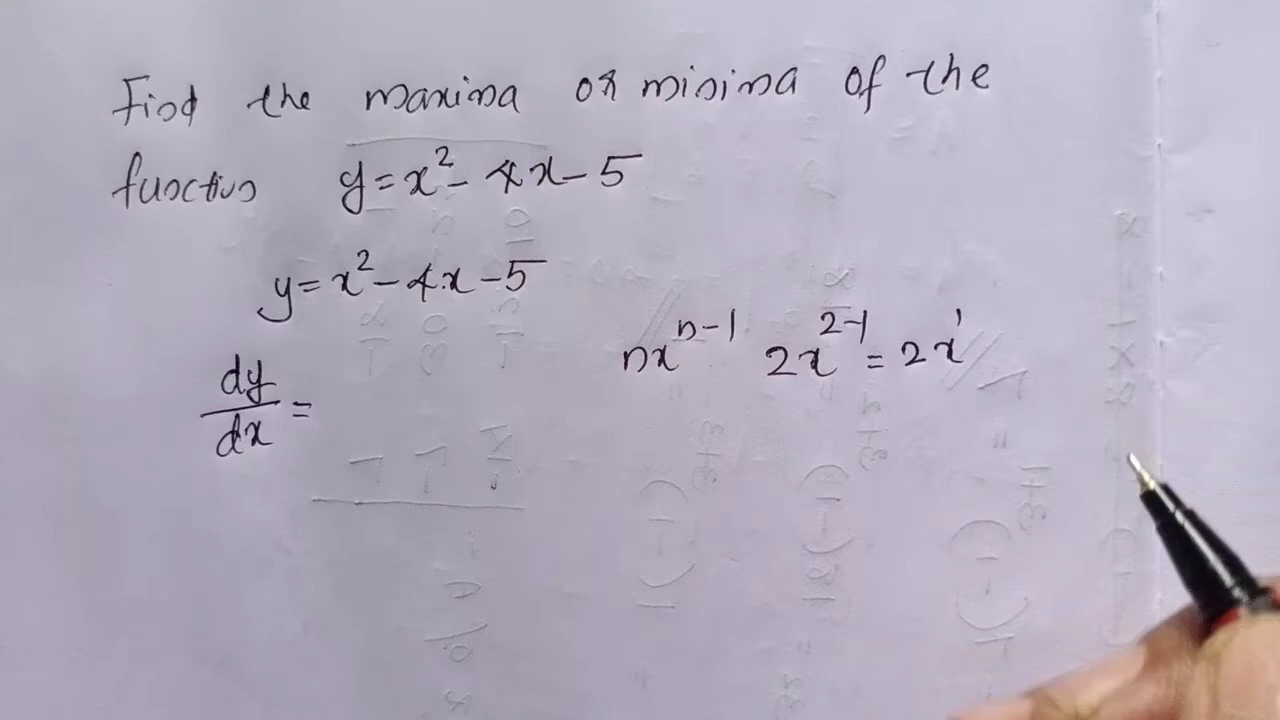 Find the maxima or minima of the
function y = x² - 4x - 5
y = x² - 4x - 5
nxⁿ⁻¹ 2x²⁻¹ = 2x¹
dy/dx =